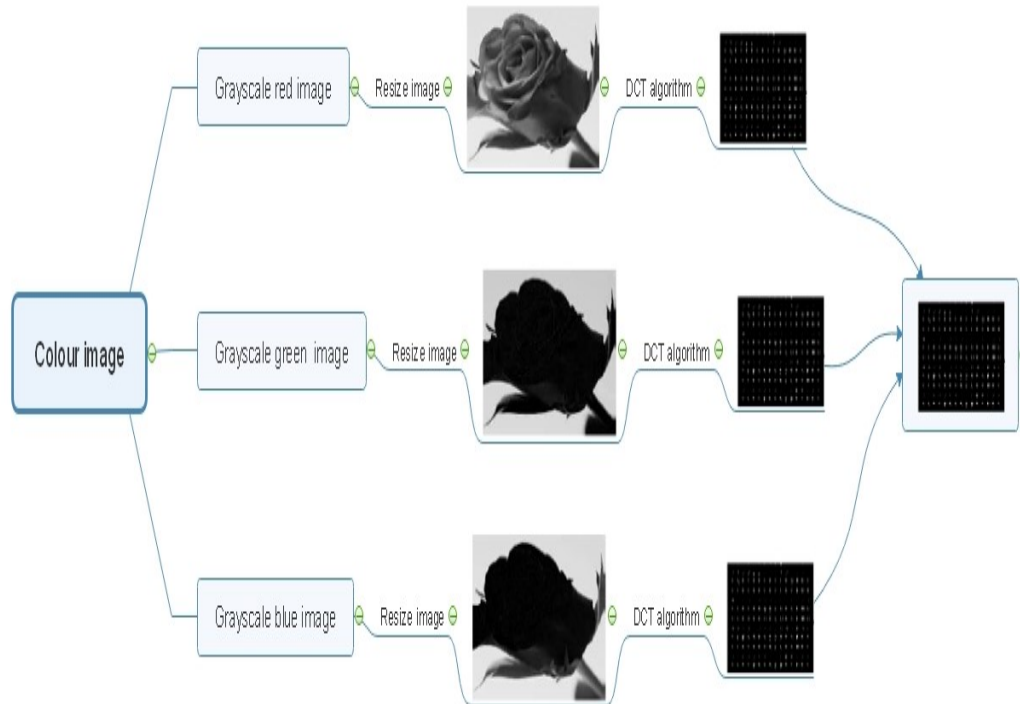 Grayscale red image
Resize image
DCT algorithm
Colour image
Grayscale green image
Resize image
DCT algorithm
Grayscale blue image
Resize image
DCT algorithm